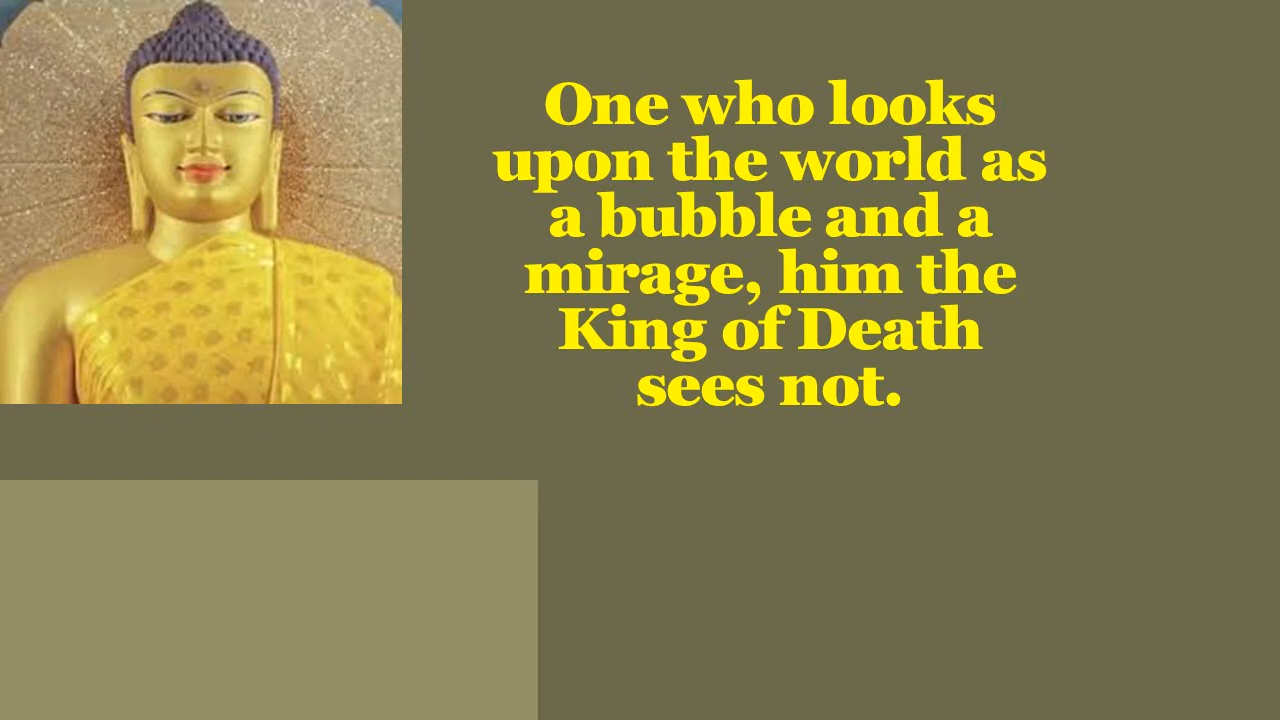 One who looks
upon the world as
a bubble and a
mirage, him the
King of Death
sees not.